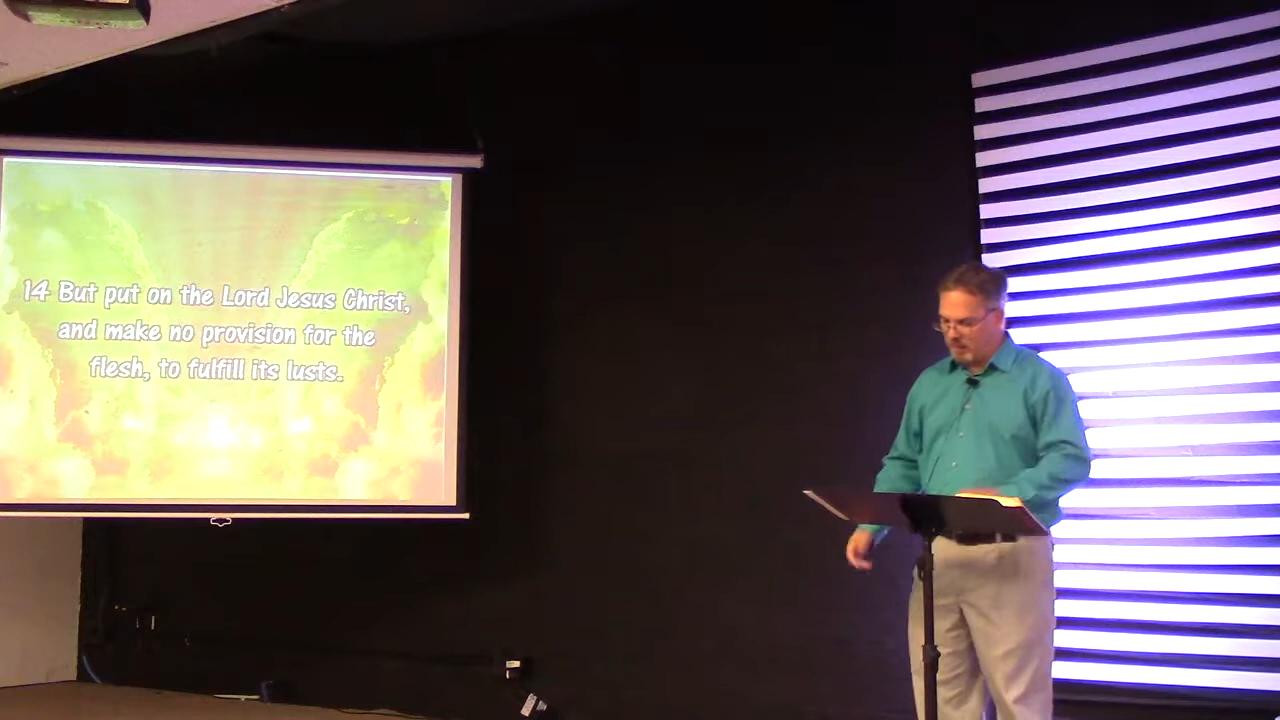 14 But put on the Lord Jesus Christ,
and make no provision for the
flesh, to fulfill its lusts.